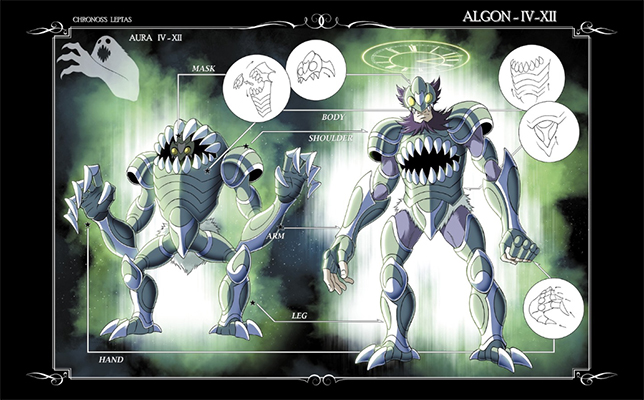 CHRONOS'S LEPTAS
ALGON - IV - XII
AURA IV - XII
MASK
BODY
SHOULDER
ARM
LEG
HAND